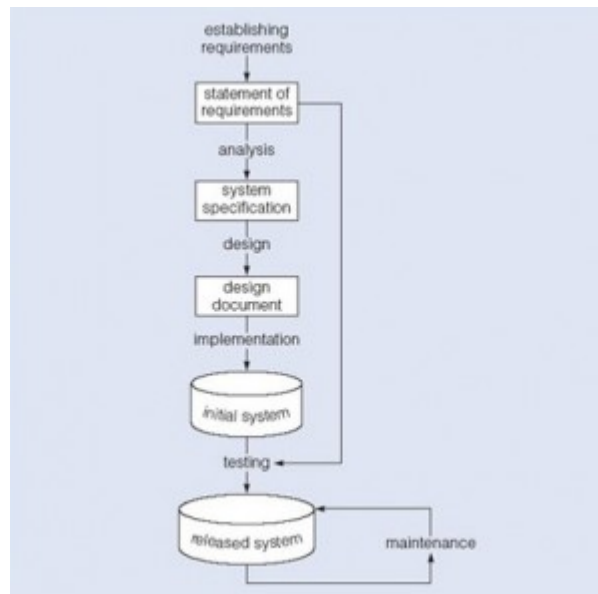 establishing
requirements
statement of
requirements
analysis
system
specification
design
design
document
implementation
initial system
testing
released system
maintenance